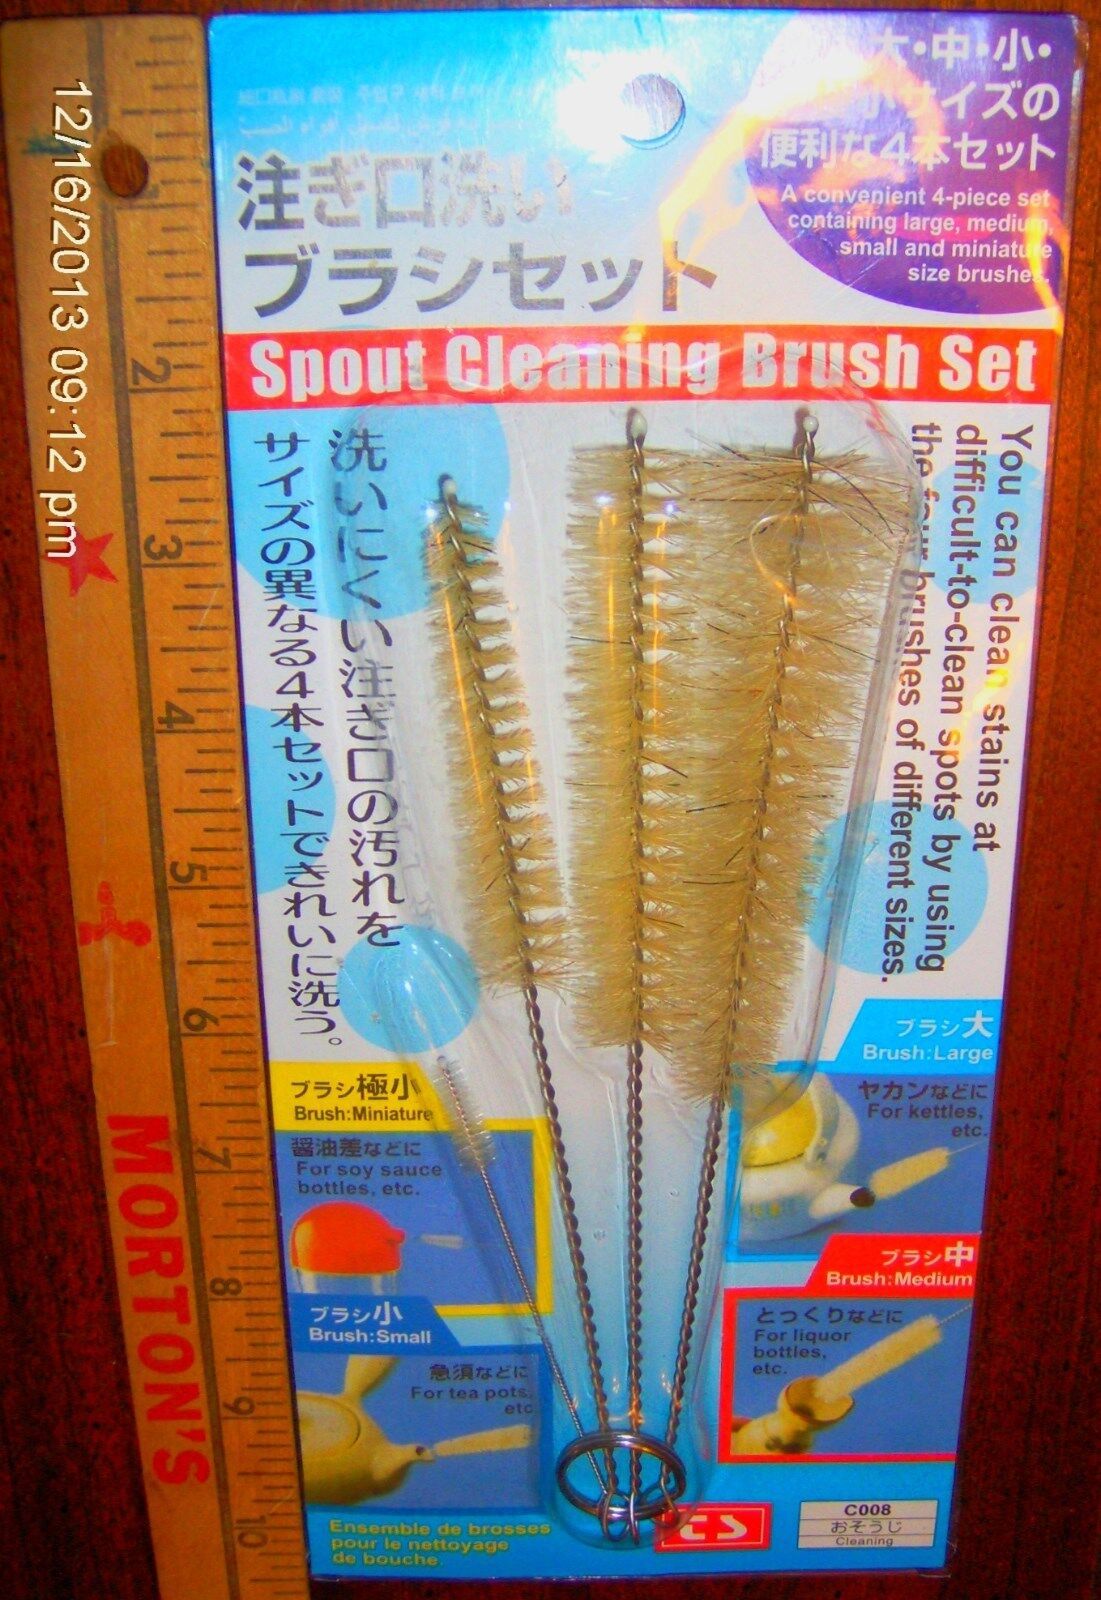 12/16/2013 09:12 pm
大・中・小・
小サイズの
便利な4本セット
A convenient 4-piece set
containing large, medium,
small and miniature
size brushes.
注ぎ口洗い
ブラシセット
Spout Cleaning Brush Set
洗いにくい注ぎ口の汚れを
サイズの異なる4本セットできれいに洗う。
You can clean stains at
difficult-to-clean spots by using
the four brushes of different sizes.
ブラシ大
Brush:Large
ヤカンなどに
For kettles,
etc.
ブラシ極小
Brush:Miniature
醤油差などに
For soy sauce
bottles, etc.
ブラシ中
Brush:Medium
とっくりなどに
For liquor
bottles,
etc.
ブラシ小
Brush:Small
急須などに
For tea pots,
etc
Ensemble de brosses
pour le nettoyage
de bouche.
C008
おそうじ
Cleaning
2
3
4
5
6
7
8
9
10
MORTON'S